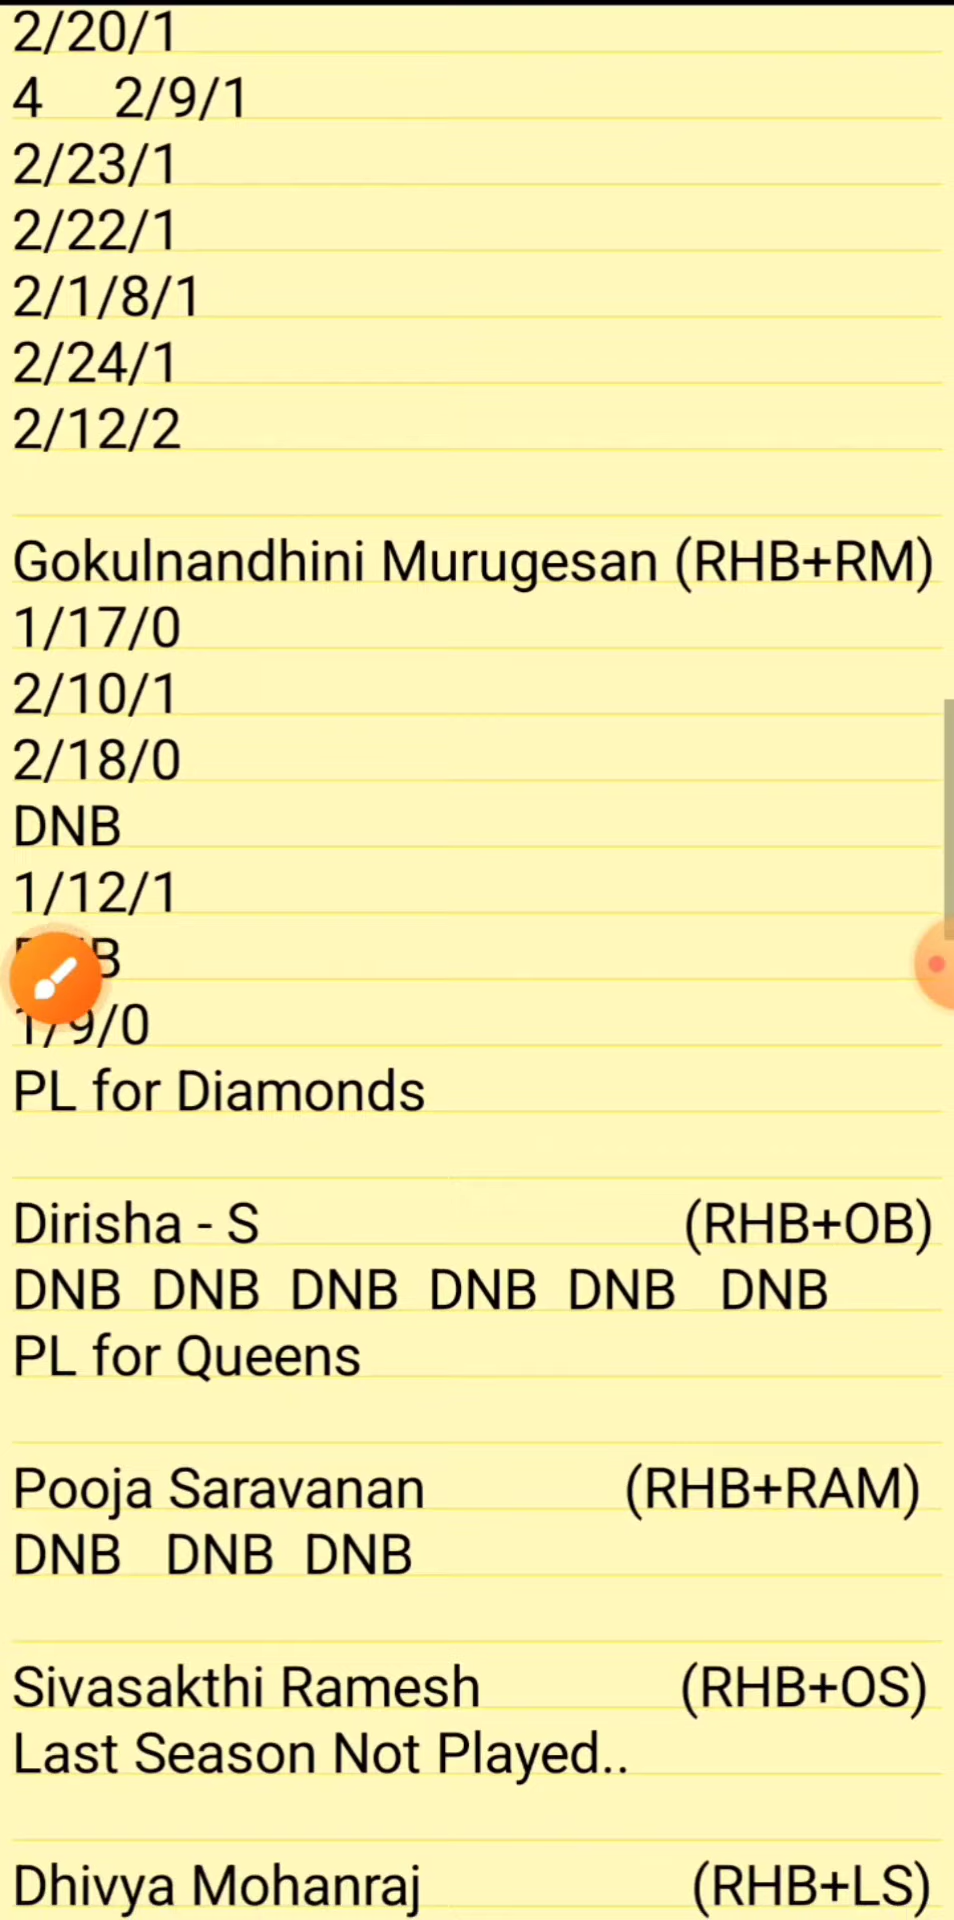 2/20/1
4 2/9/1
2/23/1
2/22/1
2/1/8/1
2/24/1
2/12/2
Gokulnandhini Murugesan (RHB+RM)
1/17/0
2/10/1
2/18/0
DNB
1/12/1
1/9/0
PL for Diamonds
Dirisha - S (RHB+OB)
DNB DNB DNB DNB DNB DNB
PL for Queens
Pooja Saravanan (RHB+RAM)
DNB DNB DNB
Sivasakthi Ramesh (RHB+OS)
Last Season Not Played..
Dhivya Mohanraj (RHB+LS)